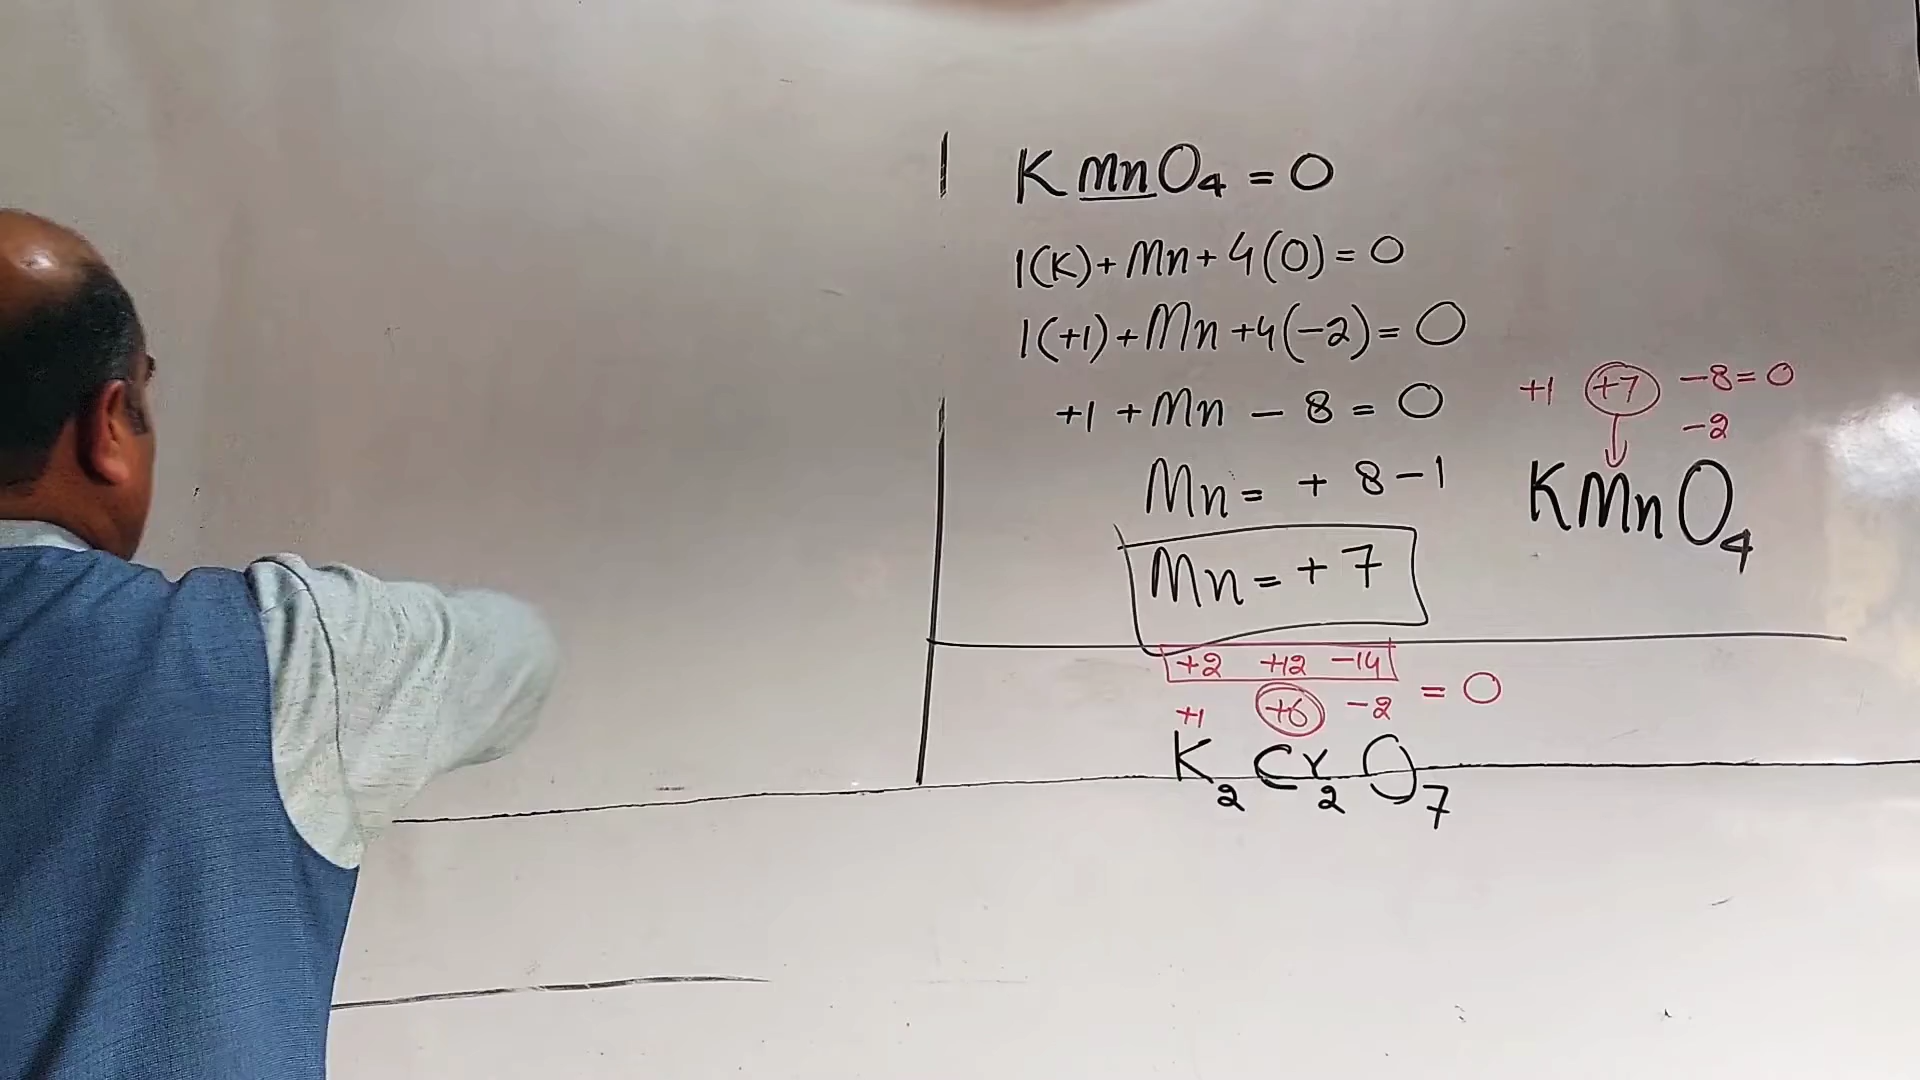 KMnO4 = 0
1(K)+Mn+4(O)=0
1(+1)+Mn+4(-2)=0
+1 +Mn - 8 = 0
Mn = + 8-1
Mn = + 7
+1 +7 -8=0
-2
KMnO4
+2 +12 -14
+1 +6 -2 = 0
K2Cr2O7